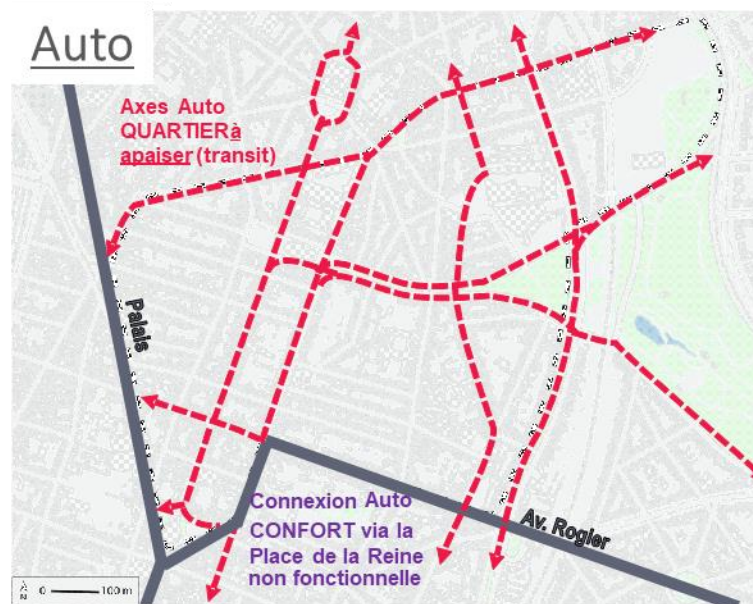 Auto
Axes Auto
QUARTIER à
apaiser (transit)
Palais
Connexion Auto
CONFORT via la
Place de la Reine
non fonctionnelle
Av. Rogier
N
0 100 m